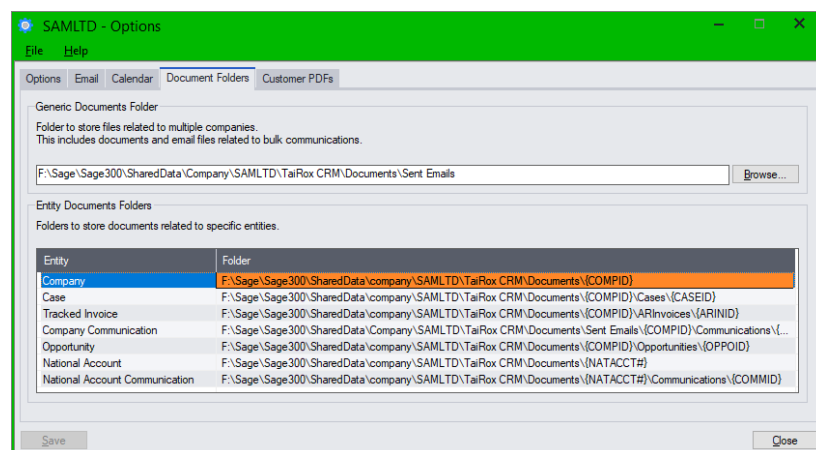 SAMLTD - Options
File Help
Options Email Calendar Document Folders Customer PDFs
Generic Documents Folder
Folder to store files related to multiple companies.
This includes documents and email files related to bulk communications.
F:\Sage\Sage300\SharedData\Company\SAMLTD\TaiRox CRM\Documents\Sent Emails Browse...
Entity Documents Folders
Folders to store documents related to specific entities.
Entity Folder
Company F:\Sage\Sage300\SharedData\company\SAMLTD\TaiRox CRM\Documents\{COMPID}
Case F:\Sage\Sage300\SharedData\company\SAMLTD\TaiRox CRM\Documents\{COMPID}\Cases\{CASEID}
Tracked Invoice F:\Sage\Sage300\SharedData\company\SAMLTD\TaiRox CRM\Documents\{COMPID}\ARInvoices\{ARINID}
Company Communication F:\Sage\Sage300\SharedData\Company\SAMLTD\TaiRox CRM\Documents\Sent Emails\{COMPID}\Communications\{...
Opportunity F:\Sage\Sage300\SharedData\company\SAMLTD\TaiRox CRM\Documents\{COMPID}\Opportunities\{OPPOID}
National Account F:\Sage\Sage300\SharedData\company\SAMLTD\TaiRox CRM\Documents\{NATACCT#}
National Account Communication F:\Sage\Sage300\SharedData\company\SAMLTD\TaiRox CRM\Documents\{NATACCT#}\Communications\{COMMID}
Save Close